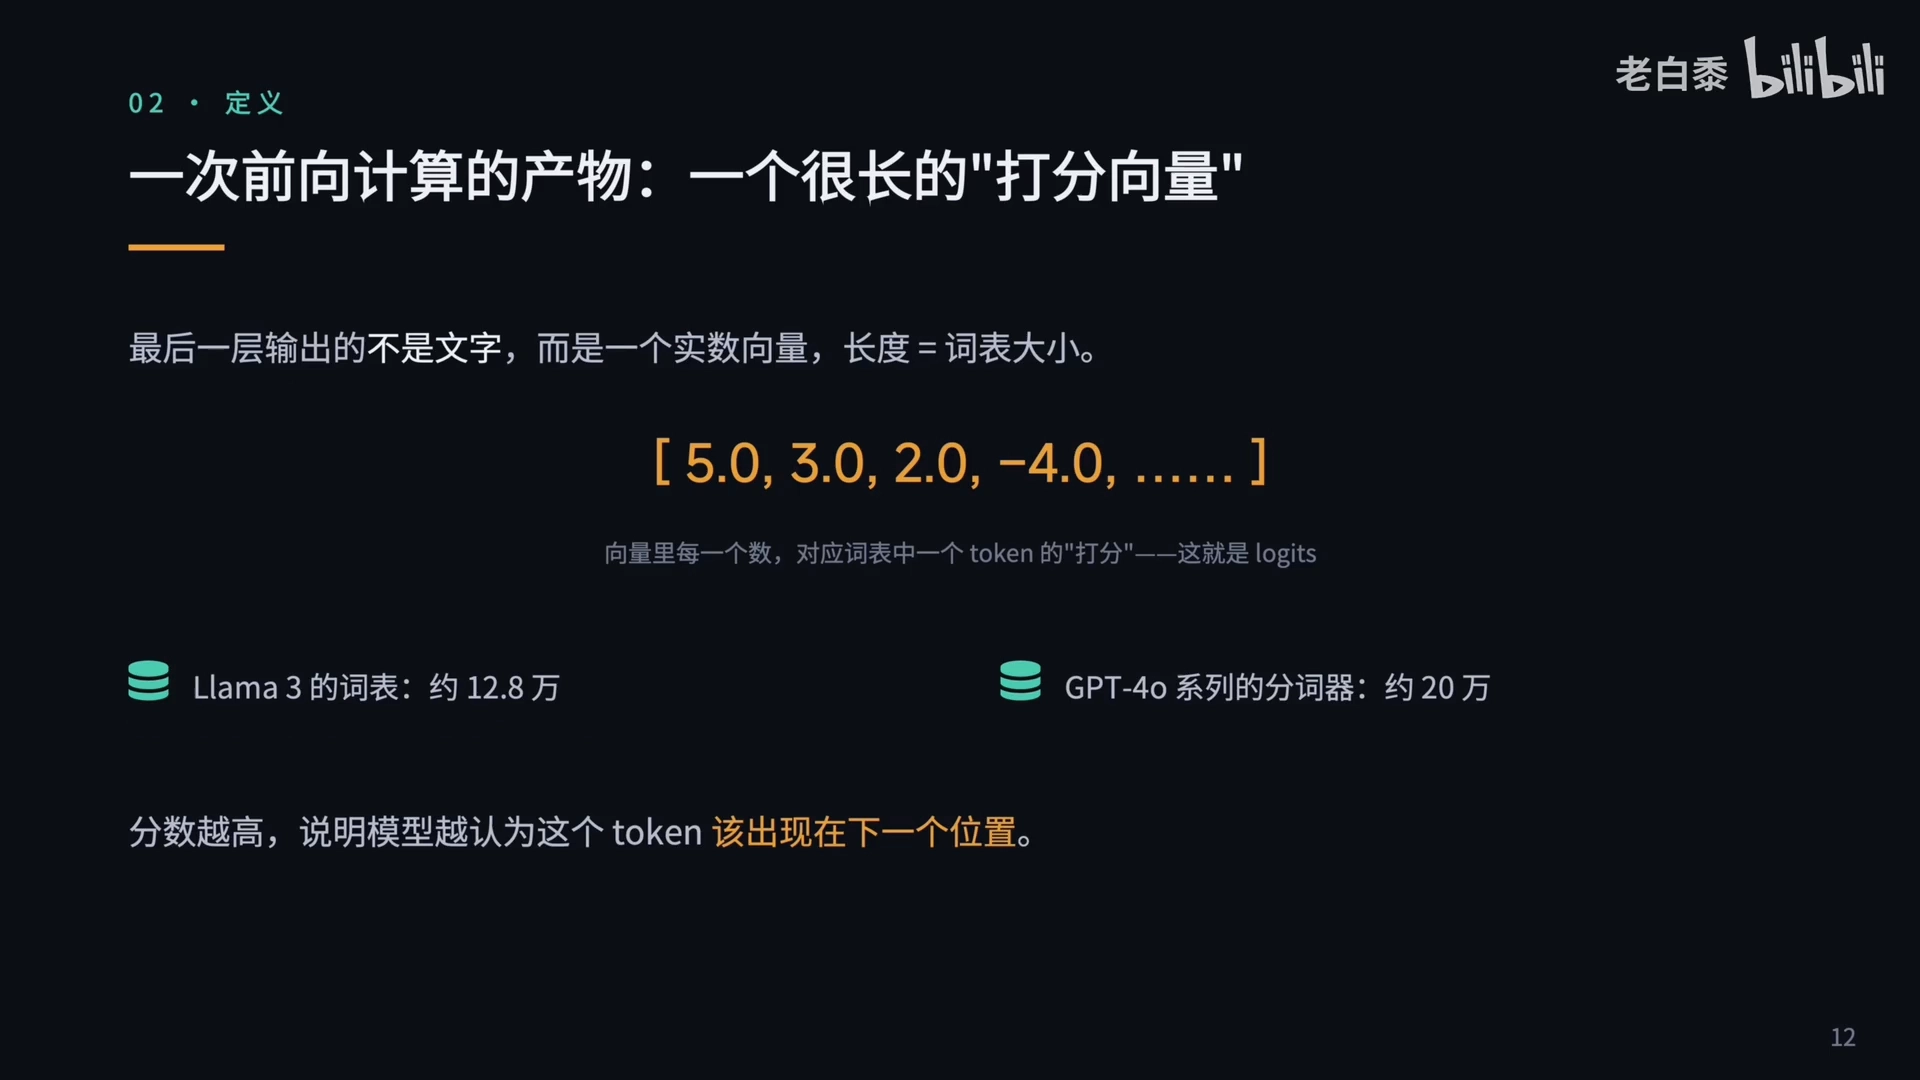 老白黍 bilibili
02 · 定义
一次前向计算的产物：一个很长的"打分向量"
最后一层输出的不是文字，而是一个实数向量，长度 = 词表大小。
[ 5.0, 3.0, 2.0, −4.0, …… ]
向量里每一个数，对应词表中一个 token 的"打分"——这就是 logits
Llama 3 的词表：约 12.8 万
GPT-4o 系列的分词器：约 20 万
分数越高，说明模型越认为这个 token 该出现在下一个位置。
12